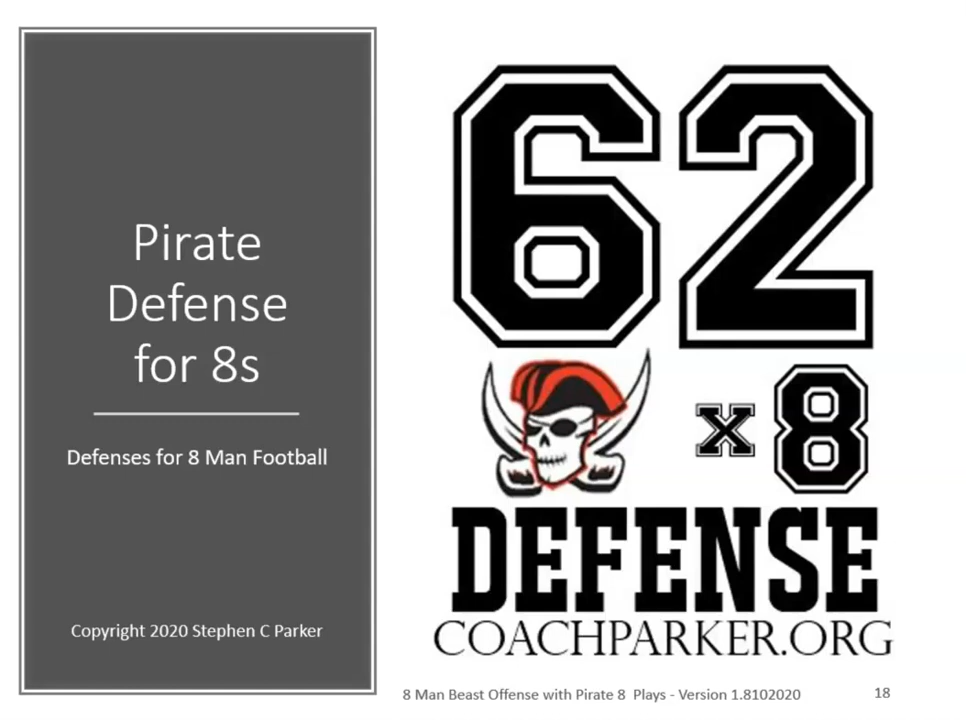 Pirate
Defense
for 8s
Defenses for 8 Man Football
Copyright 2020 Stephen C Parker
62
x 8
DEFENSE
COACHPARKER.ORG
8 Man Beast Offense with Pirate 8  Plays - Version 1.8102020
18